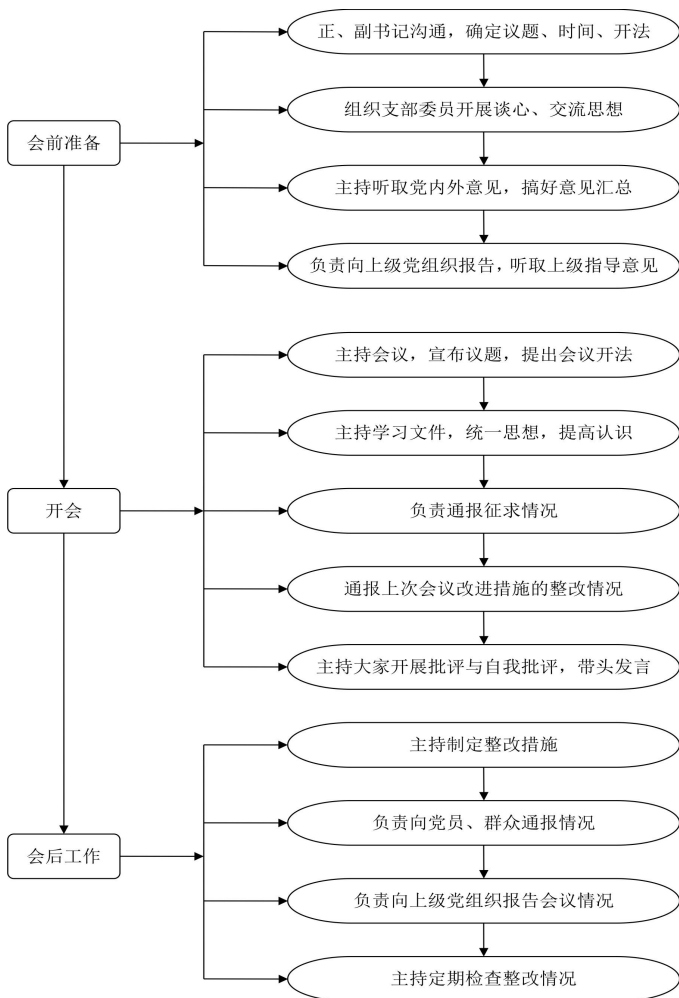 正、副书记沟通，确定议题、时间、开法
组织支部委员开展谈心、交流思想
会前准备
主持听取党内外意见，搞好意见汇总
负责向上级党组织报告，听取上级指导意见
主持会议，宣布议题，提出会议开法
主持学习文件，统一思想，提高认识
开会
负责通报征求情况
通报上次会议改进措施的整改情况
主持大家开展批评与自我批评，带头发言
主持制定整改措施
负责向党员、群众通报情况
会后工作
负责向上级党组织报告会议情况
主持定期检查整改情况